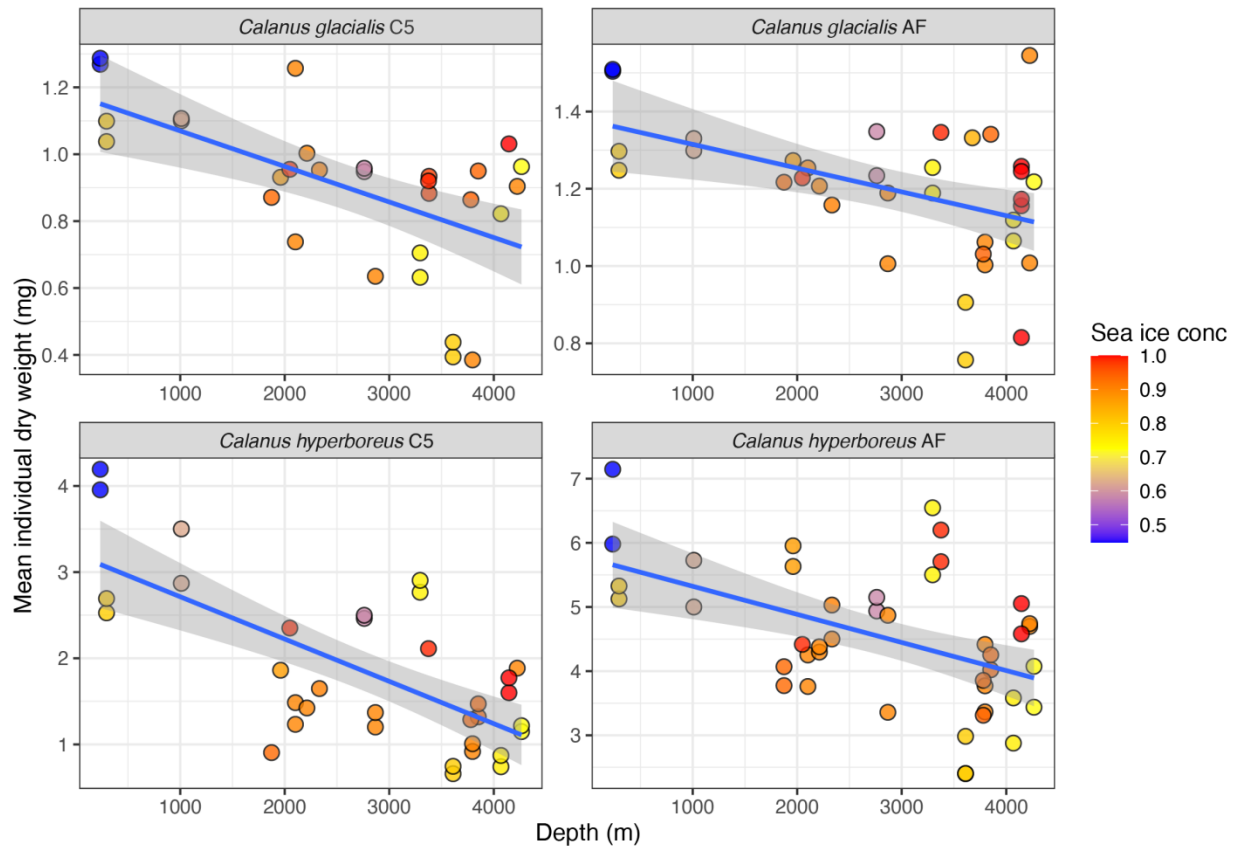 Calanus glacialis C5
Calanus glacialis AF
1.2
1.0
0.8
0.6
0.4
1.4
1.2
1.0
0.8
1000 2000 3000 4000
1000 2000 3000 4000
Calanus hyperboreus C5
Calanus hyperboreus AF
4
3
2
1
7
6
5
4
3
1000 2000 3000 4000
1000 2000 3000 4000
Mean individual dry weight (mg)
Depth (m)
Sea ice conc
1.0
0.9
0.8
0.7
0.6
0.5